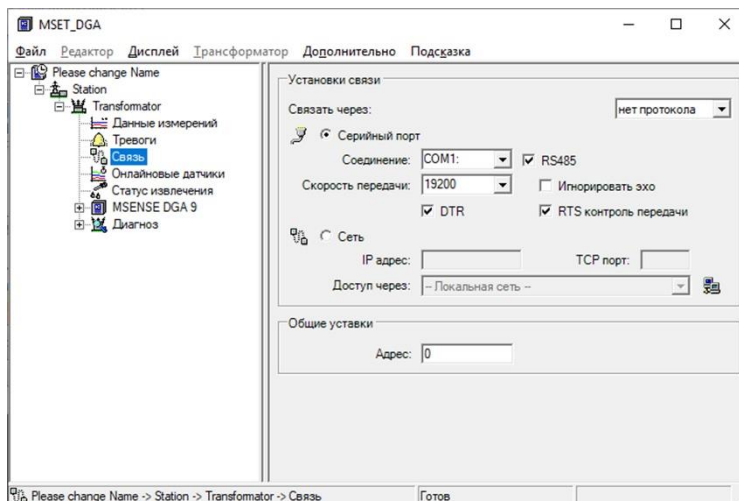 MSET_DGA
Файл Редактор Дисплей Трансформатор Дополнительно Подсказка
Please change Name
Station
Transformator
Данные измерений
Тревоги
Связь
Онлайновые датчики
Статус извлечения
MSENSE DGA 9
Диагноз
Установки связи
Связать через: нет протокола
Серийный порт
Соединение: COM1: RS485
Скорость передачи: 19200 Игнорировать эхо
DTR RTS контроль передачи
Сеть
IP адрес: TCP порт:
Доступ через: -- Локальная сеть --
Общие уставки
Адрес: 0
Please change Name -> Station -> Transformator -> Связь Готов